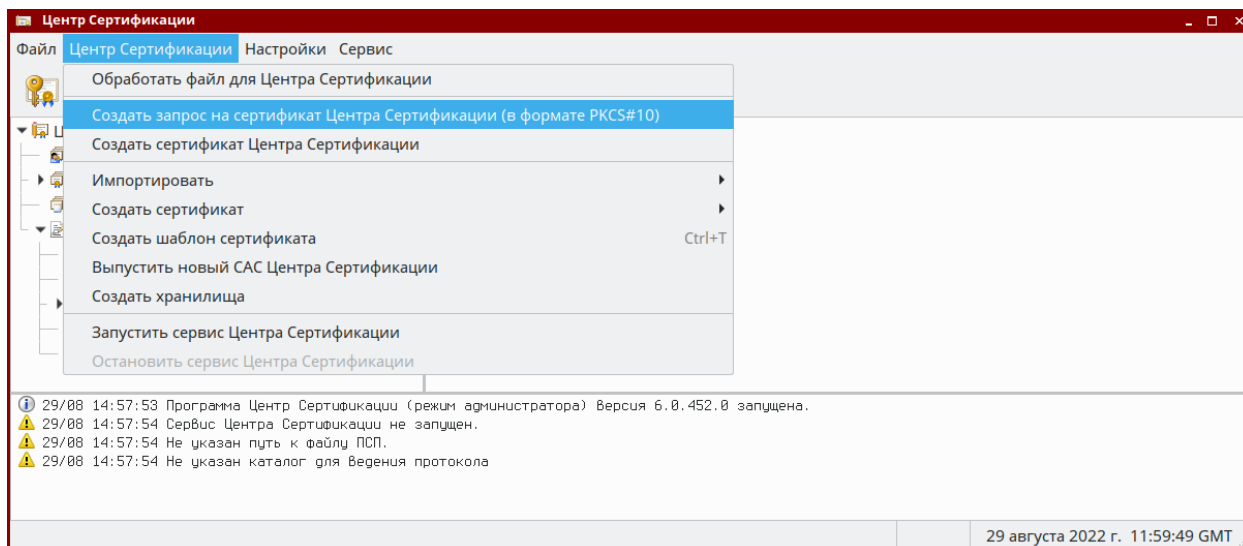 Центр Сертификации
Файл Центр Сертификации Настройки Сервис
Обработать файл для Центра Сертификации
Создать запрос на сертификат Центра Сертификации (в формате PKCS#10)
Создать сертификат Центра Сертификации
Импортировать
Создать сертификат
Создать шаблон сертификата Ctrl+T
Выпустить новый САС Центра Сертификации
Создать хранилища
Запустить сервис Центра Сертификации
Остановить сервис Центра Сертификации
29/08 14:57:53 Программа Центр Сертификации (режим администратора) Версия 6.0.452.0 запущена.
29/08 14:57:54 Сервис Центра Сертификации не запущен.
29/08 14:57:54 Не указан путь к файлу ПСП.
29/08 14:57:54 Не указан каталог для ведения протокола
29 августа 2022 г. 11:59:49 GMT